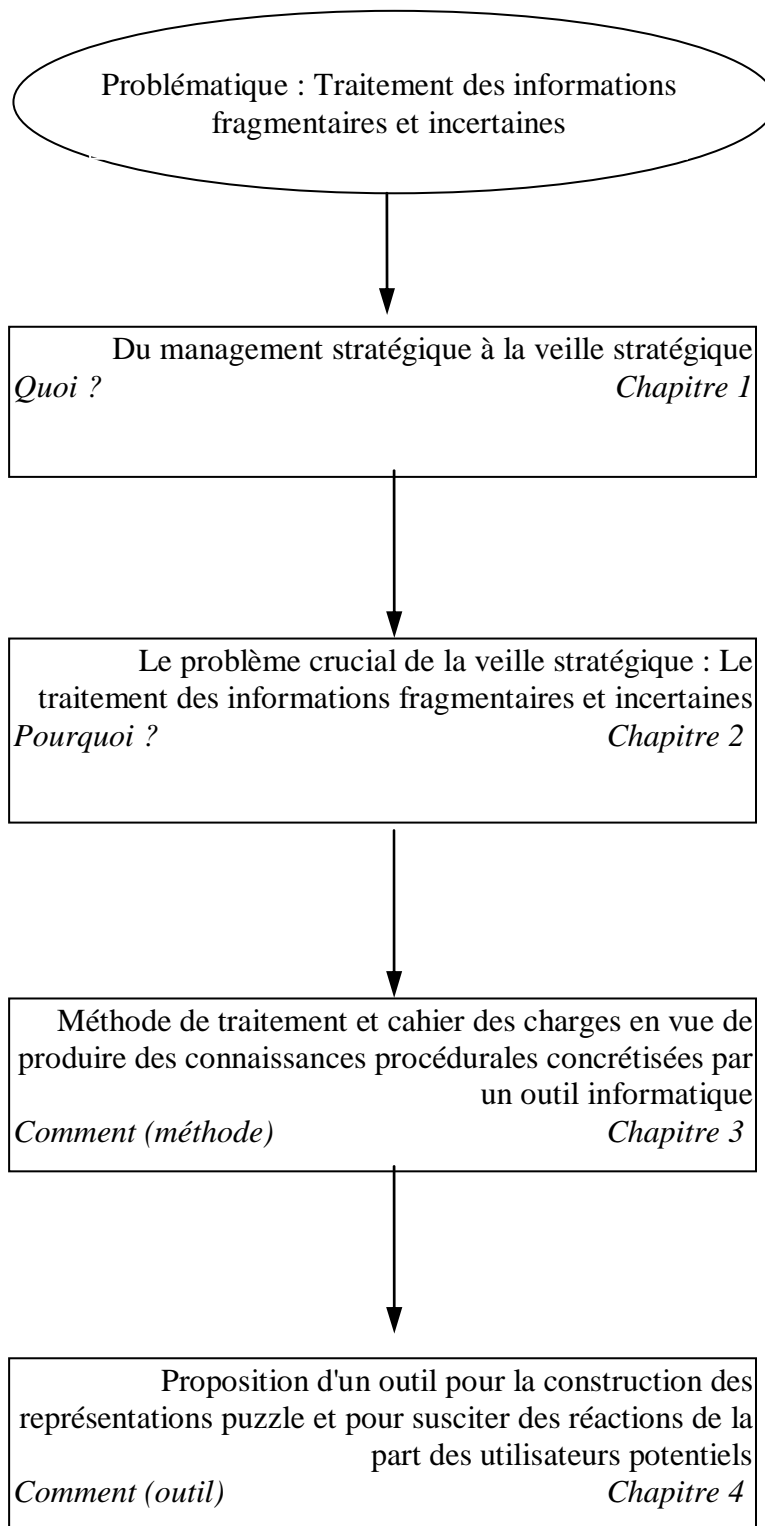 Problématique : Traitement des informations
fragmentaires et incertaines
Du management stratégique à la veille stratégique
Quoi ? Chapitre 1
Le problème crucial de la veille stratégique : Le
traitement des informations fragmentaires et incertaines
Pourquoi ? Chapitre 2
Méthode de traitement et cahier des charges en vue de
produire des connaissances procédurales concrétisées par
un outil informatique
Comment (méthode) Chapitre 3
Proposition d'un outil pour la construction des
représentations puzzle et pour susciter des réactions de la
part des utilisateurs potentiels
Comment (outil) Chapitre 4